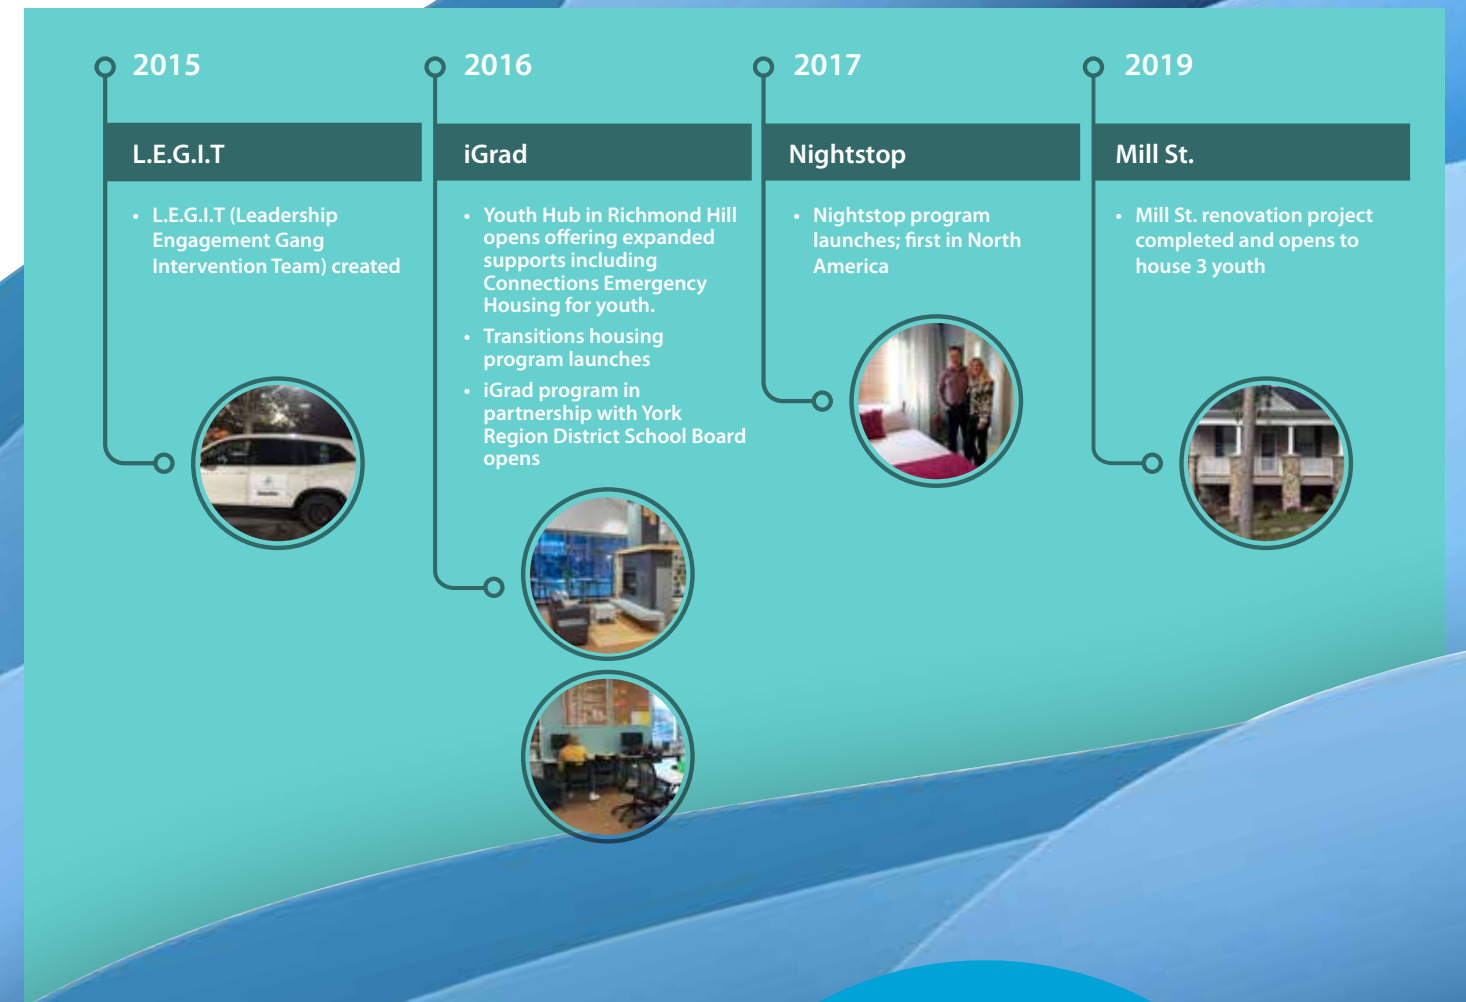 2015
L.E.G.I.T
• L.E.G.I.T (Leadership
Engagement Gang
Intervention Team) created
2016
iGrad
• Youth Hub in Richmond Hill
opens offering expanded
supports including
Connections Emergency
Housing for youth.
• Transitions housing
program launches
• iGrad program in
partnership with York
Region District School Board
opens
2017
Nightstop
• Nightstop program
launches; first in North
America
2019
Mill St.
• Mill St. renovation project
completed and opens to
house 3 youth